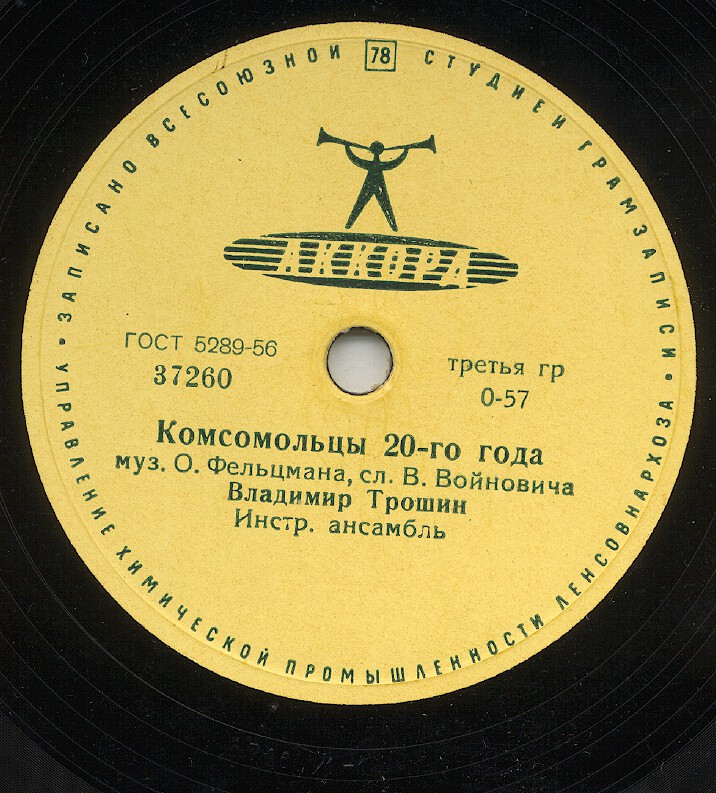 ЗАПИСАНО ВСЕСОЮЗНОЙ 78 СТУДИЕЙ ГРАМЗАПИСИ
АККОРД
ГОСТ 5289-56
37260
третья гр
0-57
Комсомольцы 20-го года
муз. О. Фельцмана, сл. В. Войновича
Владимир Трошин
Инстр. ансамбль
УПРАВЛЕНИЕ ХИМИЧЕСКОЙ ПРОМЫШЛЕННОСТИ ЛЕНСОВНАРХОЗА